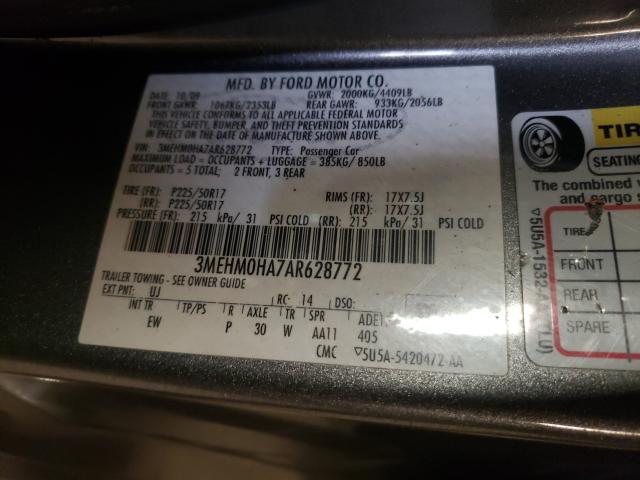 MFD. BY FORD MOTOR CO.
DATE: 10/09 GVWR: 2000KG/4409LB
FRONT GAWR: 1067KG/2353LB REAR GAWR: 933KG/2056LB
THIS VEHICLE CONFORMS TO ALL APPLICABLE FEDERAL MOTOR
VEHICLE SAFETY, BUMPER, AND THEFT PREVENTION STANDARDS
IN EFFECT ON THE DATE OF MANUFACTURE SHOWN ABOVE.
VIN: 3MEHM0HA7AR628772 TYPE: Passenger Car
MAXIMUM LOAD = OCCUPANTS + LUGGAGE = 385KG/850LB
OCCUPANTS = 5 TOTAL; 2 FRONT, 3 REAR
TIRE (FR): P225/50R17 RIMS (FR): 17X7.5J
(RR): P225/50R17 (RR): 17X7.5J
PRESSURE (FR): 215 kPa/ 31 PSI COLD (RR): 215 kPa/ 31 PSI COLD
3MEHM0HA7AR628772
TRAILER TOWING - SEE OWNER GUIDE
EXT PNT: UJ RC: 14 DSO:
INT TR TP/PS R AXLE TR SPR
EW P 30 W AA11 405
CMC ▽5U5A-5420472-AA
TIR
SEATING
The combined
and cargo
TIRE
FRONT
REAR
SPARE